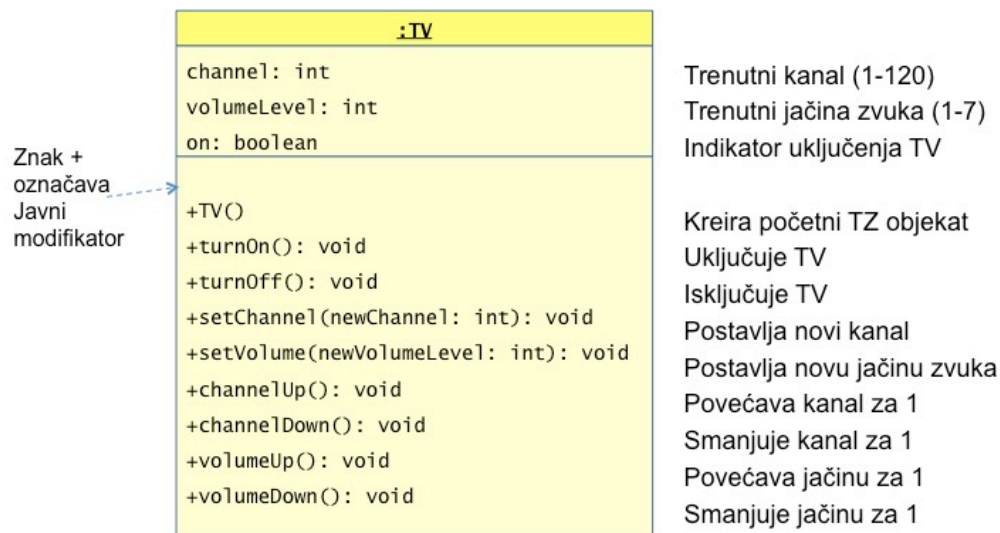 :TV
channel: int
volumeLevel: int
on: boolean
Trenutni kanal (1-120)
Trenutni jačina zvuka (1-7)
Indikator uključenja TV
Znak +
označava
Javni
modifikator
+TV()
+turnOn(): void
+turnOff(): void
+setChannel(newChannel: int): void
+setVolume(newVolumeLevel: int): void
+channelUp(): void
+channelDown(): void
+volumeUp(): void
+volumeDown(): void
Kreira početni TZ objekat
Uključuje TV
Isključuje TV
Postavlja novi kanal
Postavlja novu jačinu zvuka
Povećava kanal za 1
Smanjuje kanal za 1
Povećava jačinu za 1
Smanjuje jačinu za 1